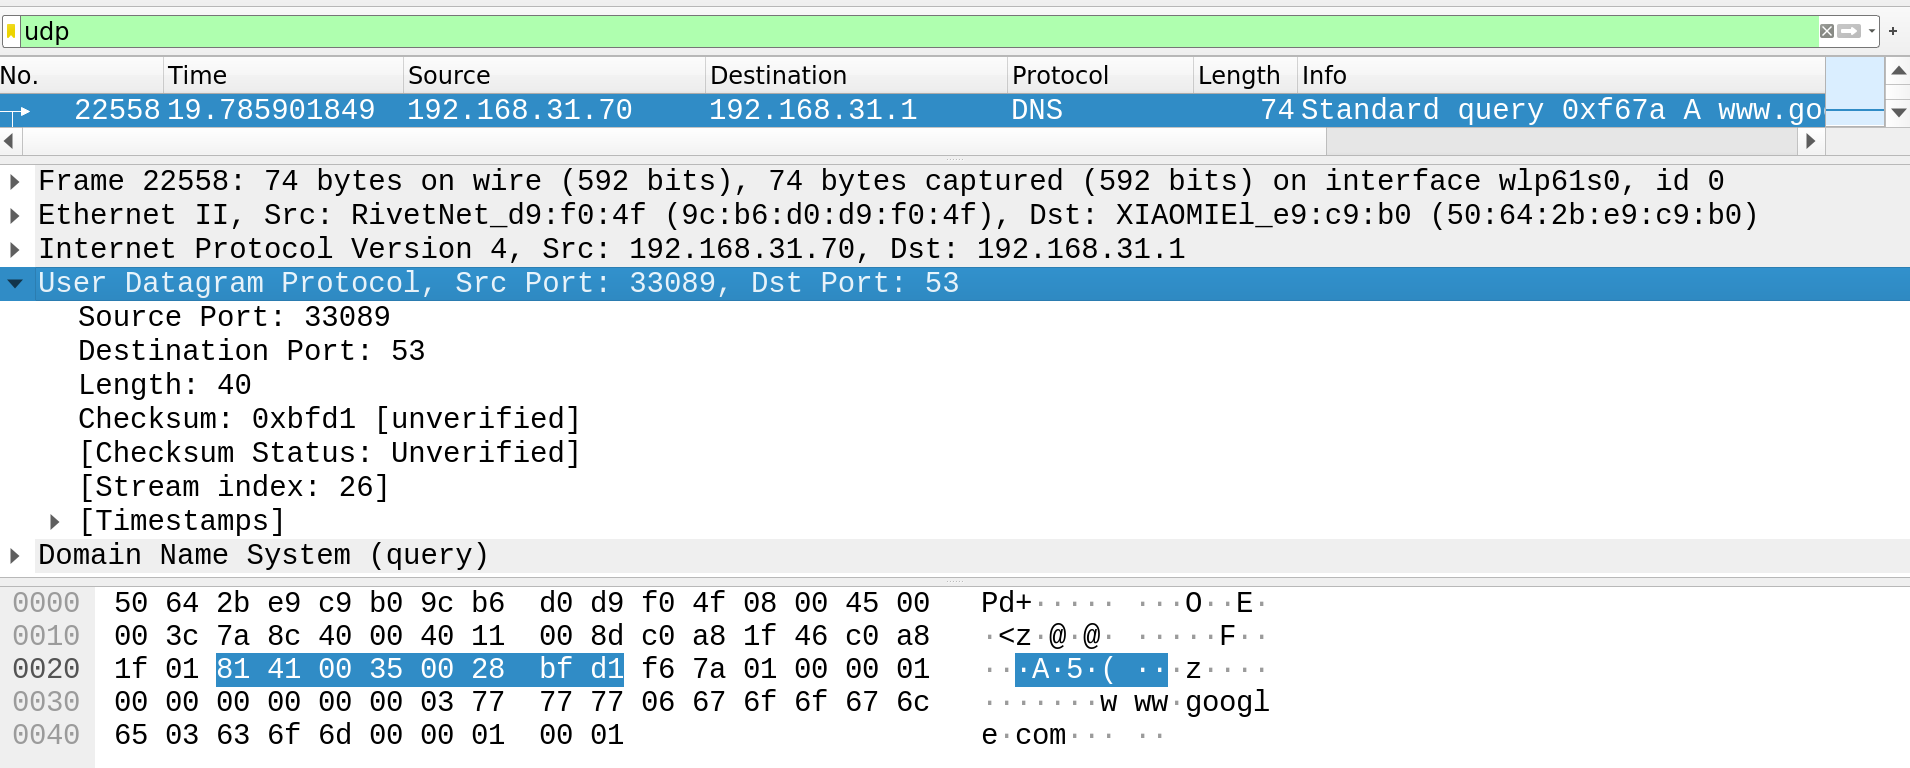 udp
No. Time Source Destination Protocol Length Info
22558 19.785901849 192.168.31.70 192.168.31.1 DNS 74 Standard query 0xf67a A www.go
Frame 22558: 74 bytes on wire (592 bits), 74 bytes captured (592 bits) on interface wlp61s0, id 0
Ethernet II, Src: RivetNet_d9:f0:4f (9c:b6:d0:d9:f0:4f), Dst: XIAOMIEl_e9:c9:b0 (50:64:2b:e9:c9:b0)
Internet Protocol Version 4, Src: 192.168.31.70, Dst: 192.168.31.1
User Datagram Protocol, Src Port: 33089, Dst Port: 53
Source Port: 33089
Destination Port: 53
Length: 40
Checksum: 0xbfd1 [unverified]
[Checksum Status: Unverified]
[Stream index: 26]
[Timestamps]
Domain Name System (query)
0000 50 64 2b e9 c9 b0 9c b6 d0 d9 f0 4f 08 00 45 00 Pd+····· ···O··E·
0010 00 3c 7a 8c 40 00 40 11 00 8d c0 a8 1f 46 c0 a8 ·<z·@·@· ·····F··
0020 1f 01 81 41 00 35 00 28 bf d1 f6 7a 01 00 00 01 ···A·5·( ···z····
0030 00 00 00 00 00 00 03 77 77 77 06 67 6f 6f 67 6c ·······w ww·googl
0040 65 03 63 6f 6d 00 00 01 00 01 e·com··· ··